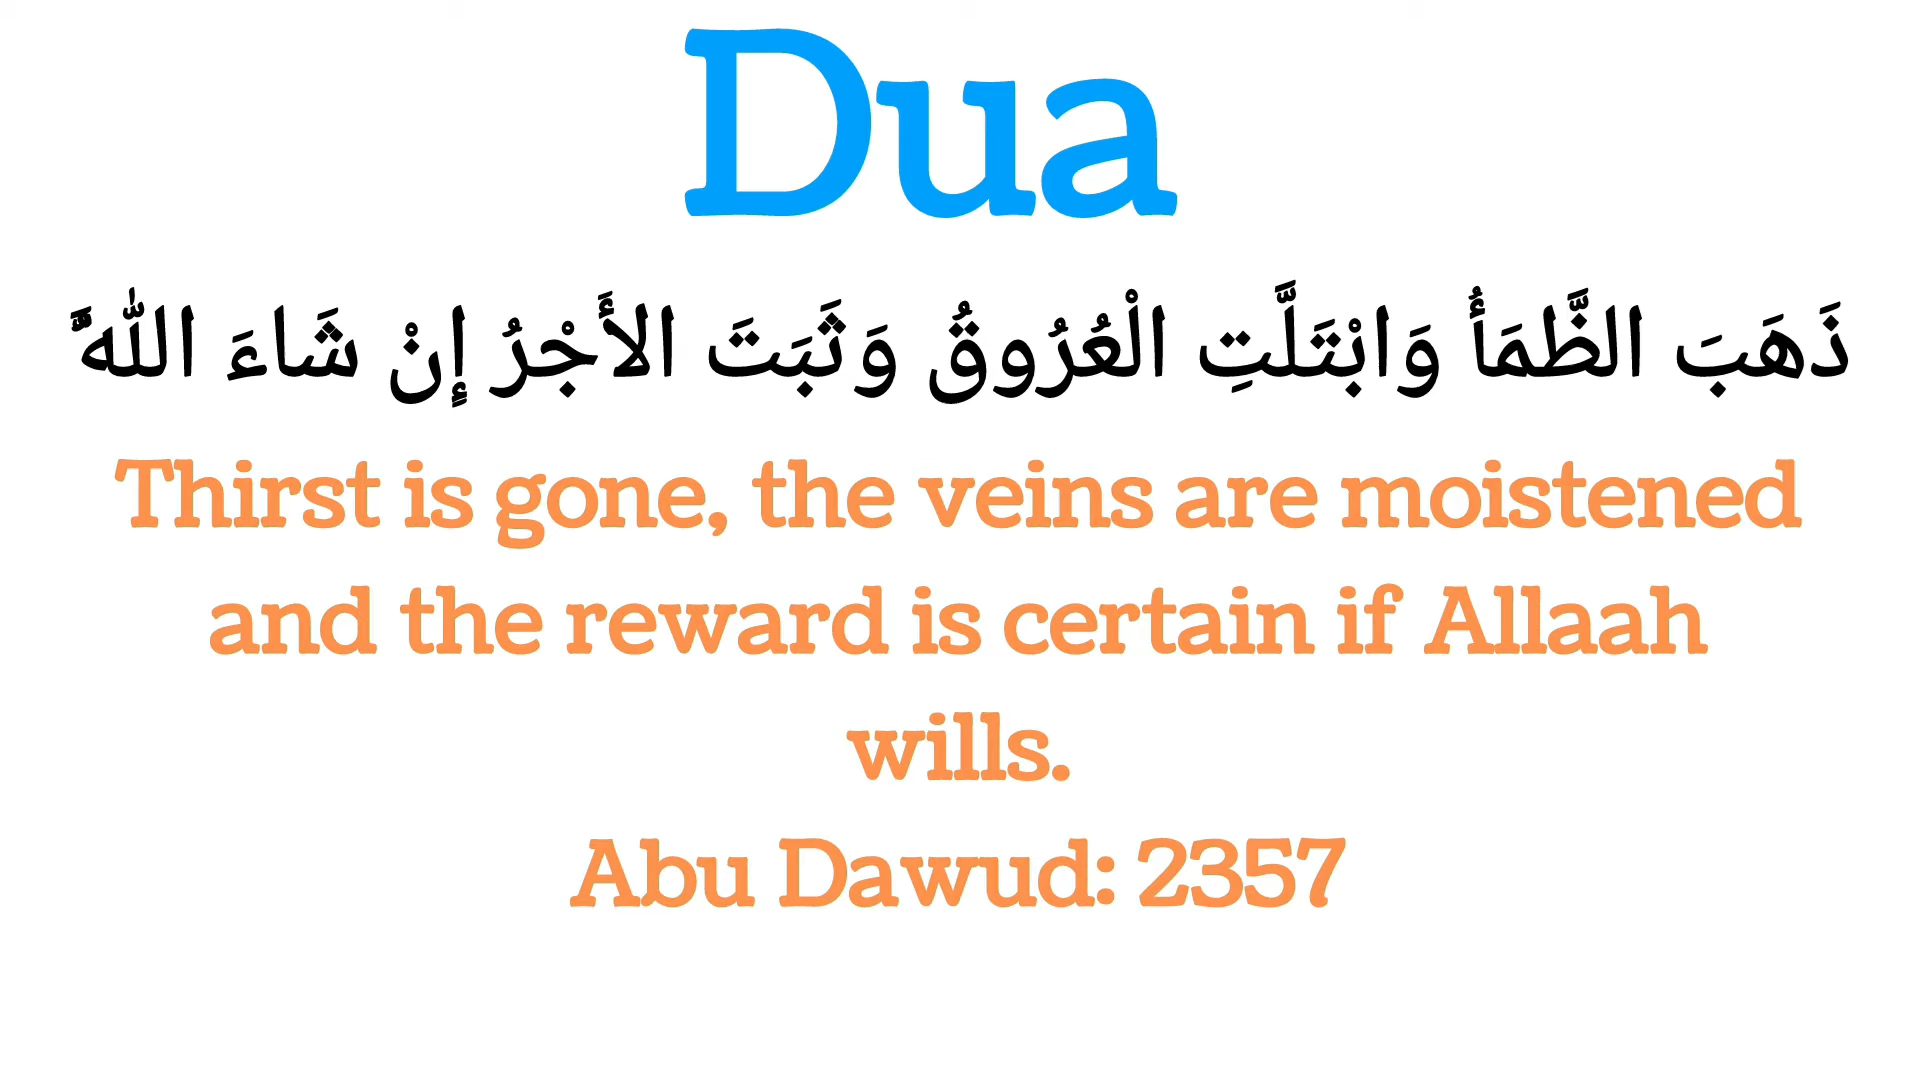 Dua
ذَهَبَ الظَّمَأُ وَابْتَلَّتِ الْعُرُوقُ وَثَبَتَ الأَجْرُ إِنْ شَاءَ اللَّهَُّ
Thirst is gone, the veins are moistened
and the reward is certain if Allaah
wills.
Abu Dawud: 2357